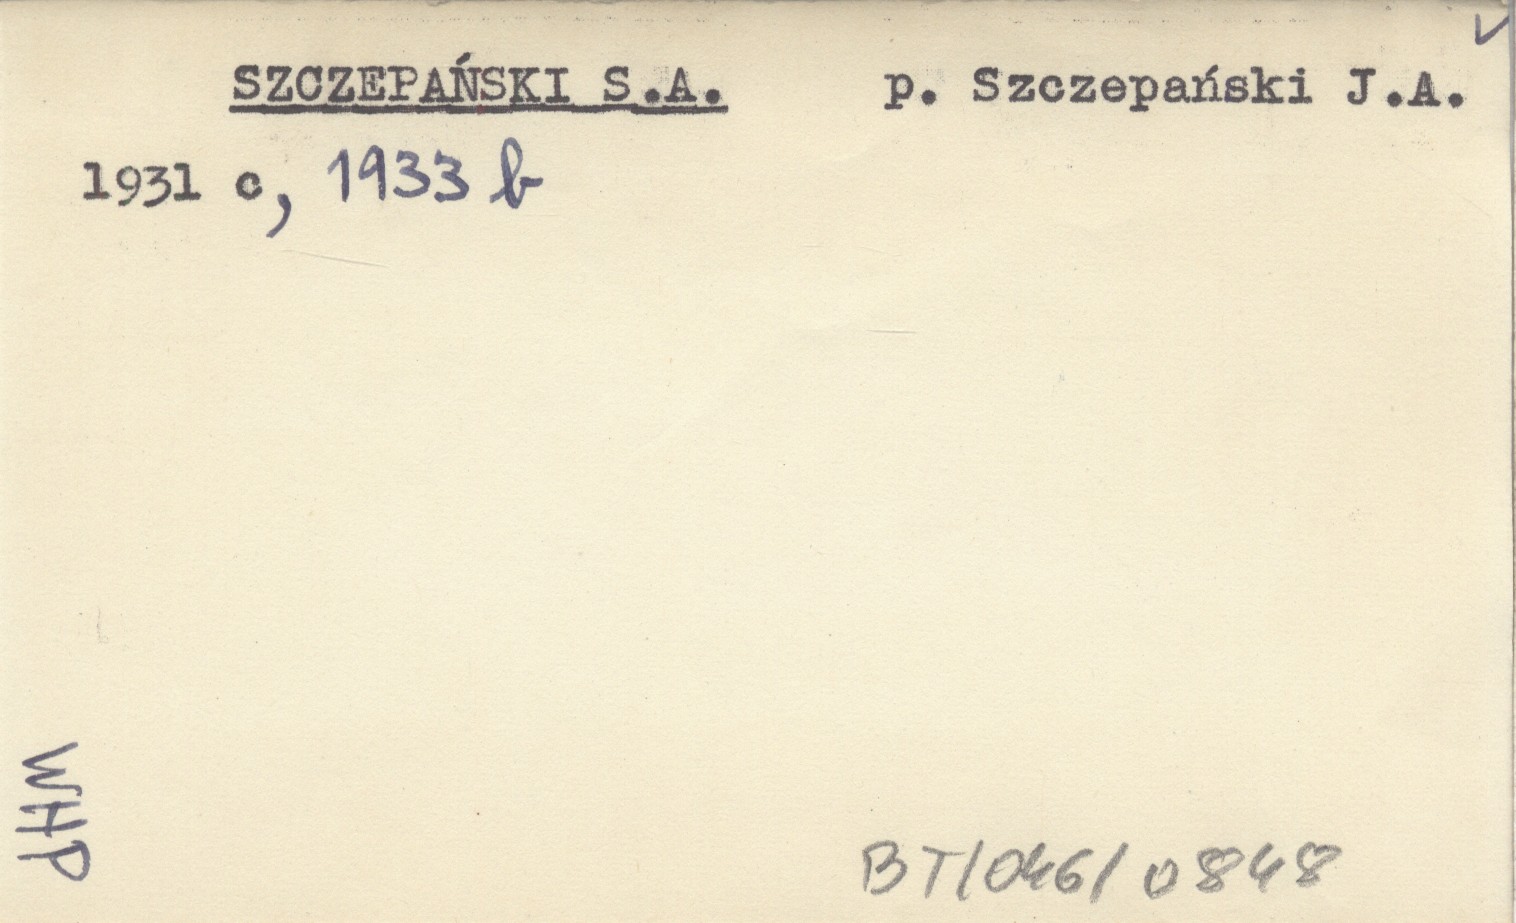 SZCZEPAŃSKI S.A. p. Szczepański J.A.
1931 c, 1933 b
WHP
BT/046/0848